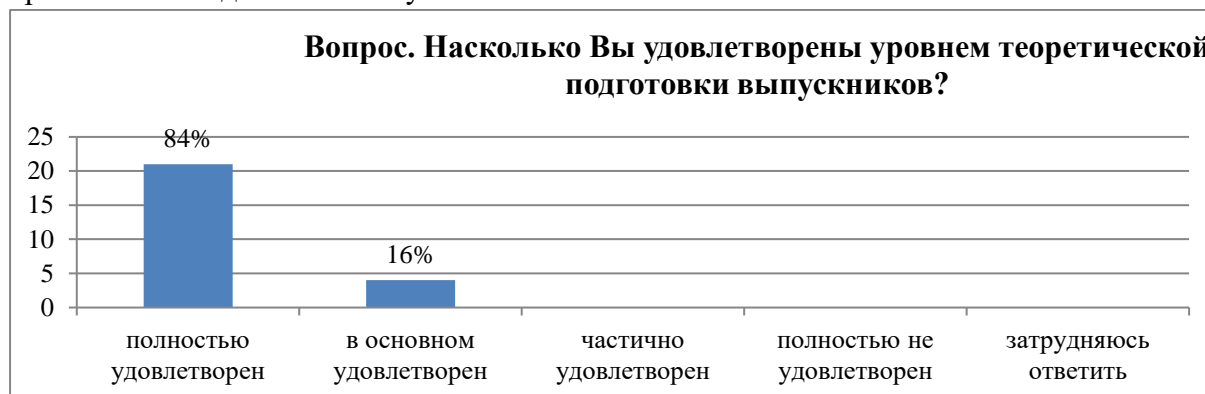 Вопрос. Насколько Вы удовлетворены уровнем теоретической
подготовки выпускников?
25
20
15
10
5
0
84%
16%
полностью
удовлетворен
в основном
удовлетворен
частично
удовлетворен
полностью не
удовлетворен
затрудняюсь
ответить